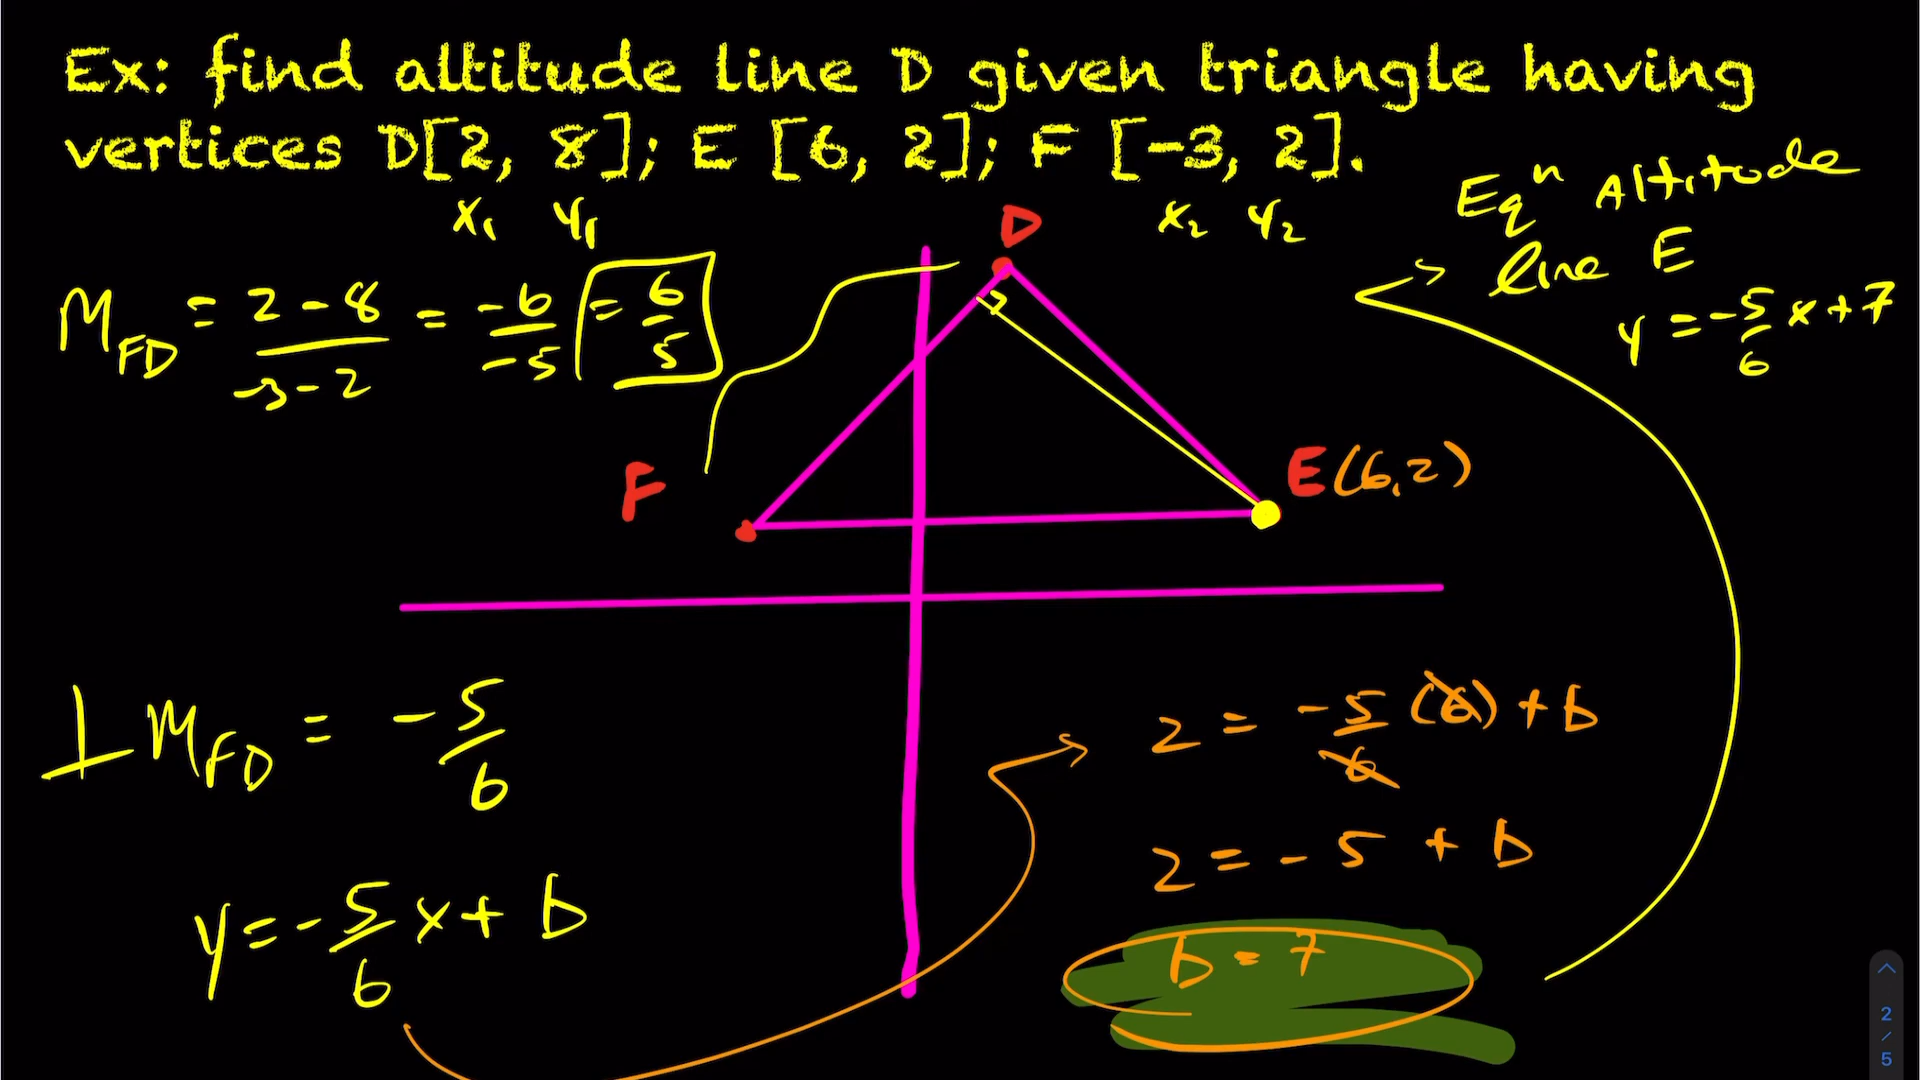 Ex: find altitude line D given triangle having
vertices D[2, 8]; E [6, 2]; F [-3, 2].
x₁ y₁ x₂ y₂
Eqⁿ Altitude
line E
y = -5/6 x + 7
D
M_FD = (2 - 8)/(-3 - 2) = -6/-5 = 6/5
F
E (6,2)
⊥ M_FD = -5/6
2 = -5/6 (6) + b
2 = -5 + b
y = -5/6 x + b
b = 7
2
/
5